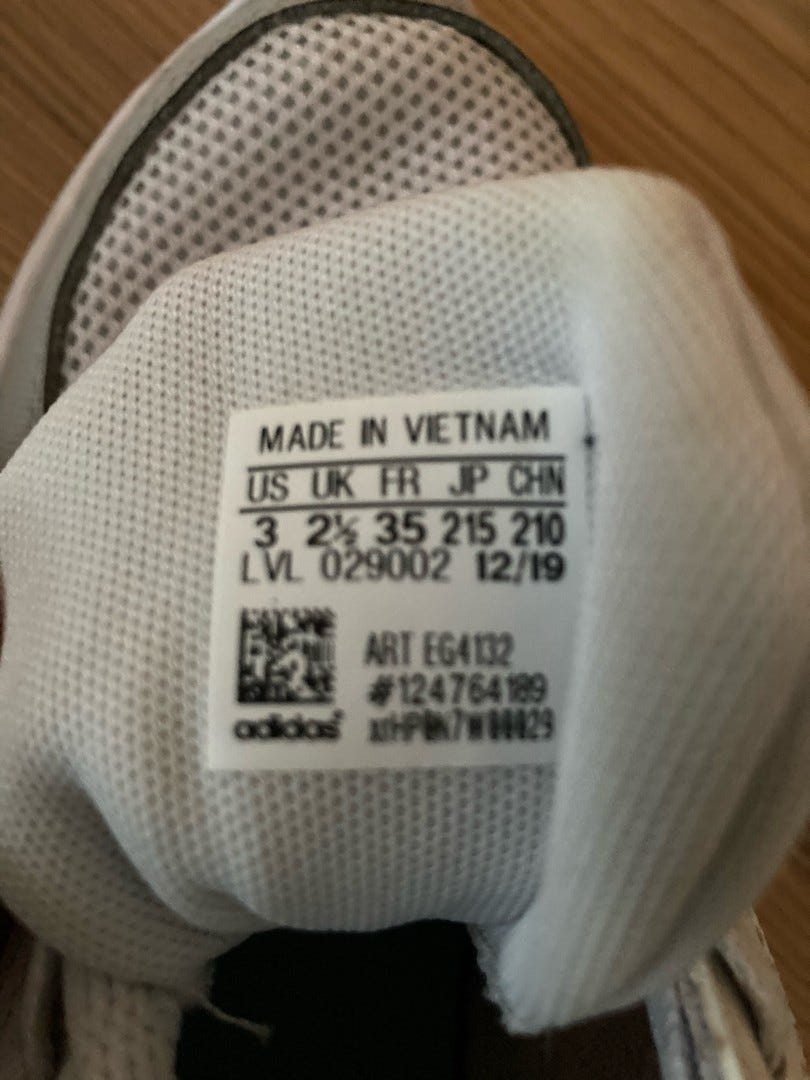 MADE IN VIETNAM
US UK FR JP CHN
3 2½ 35 215 210
LVL 029002 12/19
ART EG4132
#124764189
adidas